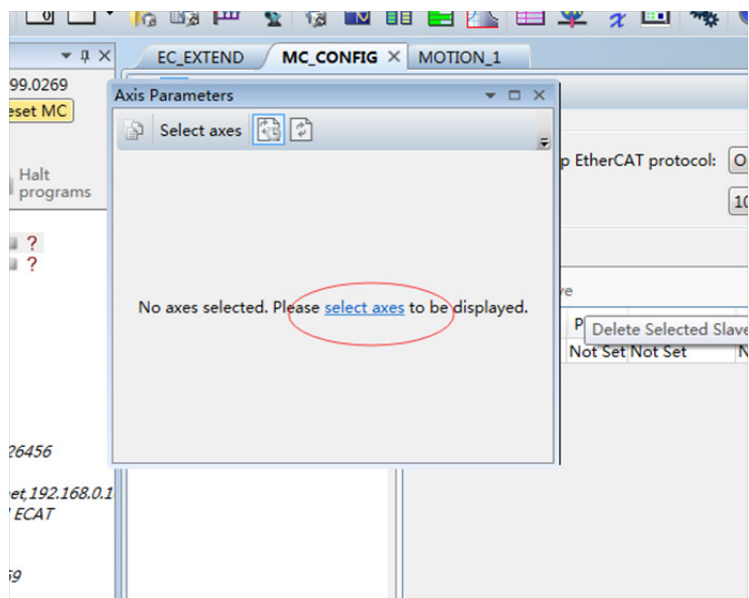 EC_EXTEND MC_CONFIG MOTION_1
99.0269
eset MC
Axis Parameters
Select axes
Halt
programs
p EtherCAT protocol:
10
?
?
No axes selected. Please select axes to be displayed.
Delete Selected Slave
Not Set Not Set
26456
et,192.168.0.1
ECAT
59